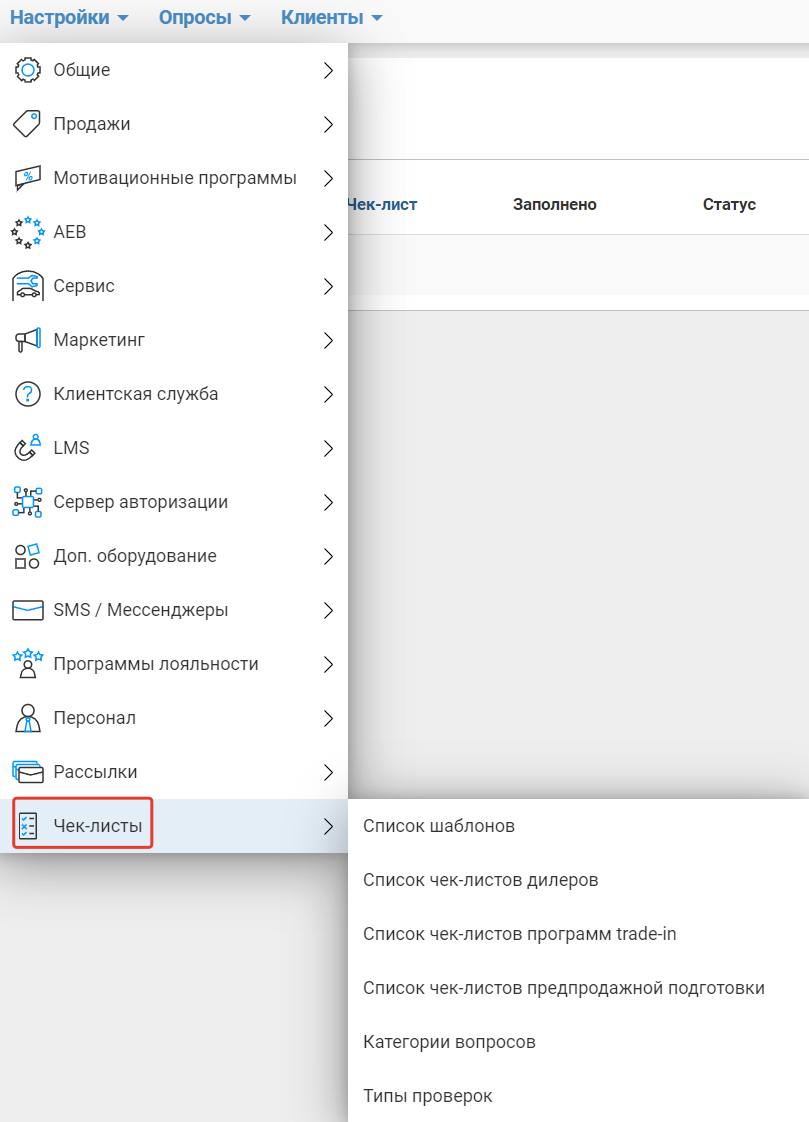 Настройки Опросы Клиенты
Общие
Продажи
Мотивационные программы
Чек-лист Заполнено Статус
АЕВ
Сервис
Маркетинг
Клиентская служба
LMS
Сервер авторизации
Доп. оборудование
SMS / Мессенджеры
Программы лояльности
Персонал
Рассылки
Чек-листы
Список шаблонов
Список чек-листов дилеров
Список чек-листов программ trade-in
Список чек-листов предпродажной подготовки
Категории вопросов
Типы проверок